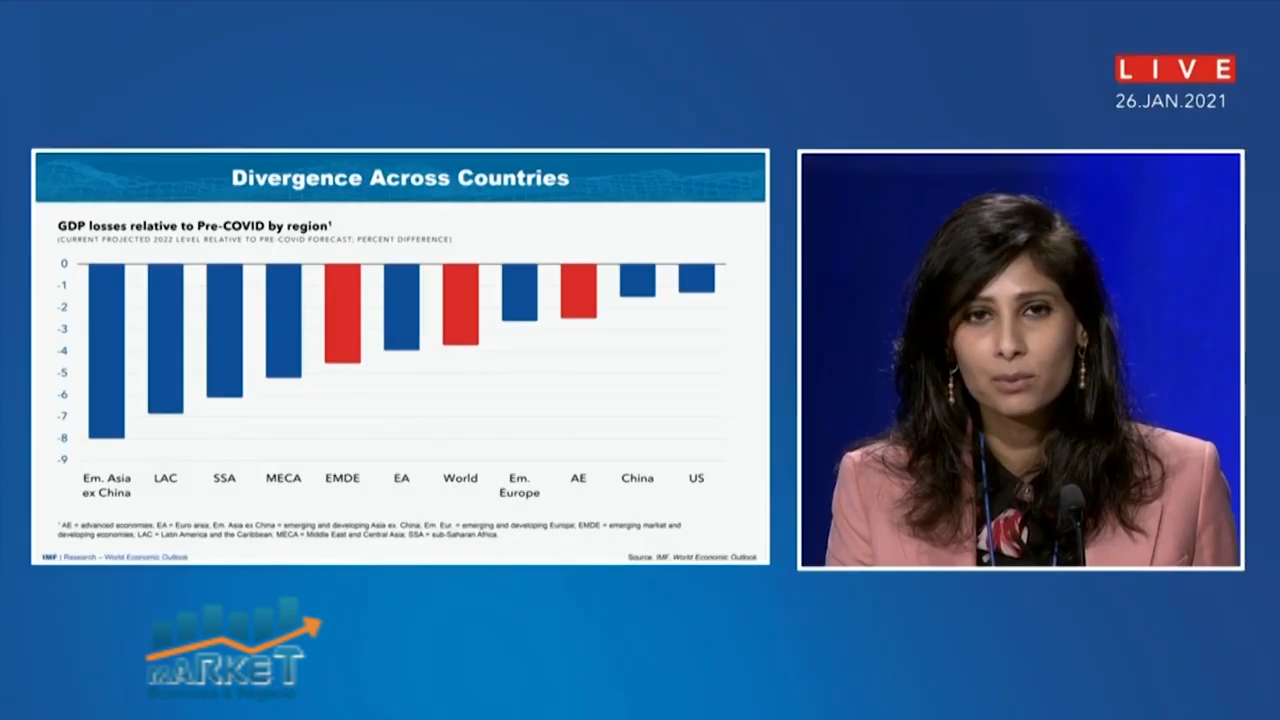 LIVE
26.JAN.2021
Divergence Across Countries
GDP losses relative to Pre-COVID by region¹
(CURRENT PROJECTED 2022 LEVEL RELATIVE TO PRE-COVID FORECAST; PERCENT DIFFERENCE)
0
-1
-2
-3
-4
-5
-6
-7
-8
-9
Em. Asia LAC SSA MECA EMDE EA World Em. AE China US
ex China Europe
¹ AE = advanced economies; EA = Euro area; Em. Asia ex China = emerging and developing Asia ex. China; Em. Eur. = emerging and developing Europe; EMDE = emerging market and
developing economies; LAC = Latin America and the Caribbean; MECA = Middle East and Central Asia; SSA = sub-Saharan Africa.
IMF | Research – World Economic Outlook Source: IMF, World Economic Outlook
MARKET